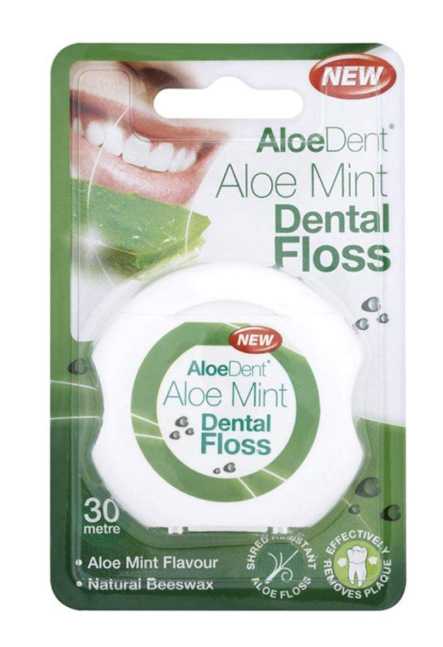 NEW
AloeDent®
Aloe Mint
Dental
Floss
NEW
AloeDent®
Aloe Mint
Dental
Floss
30
metre
• Aloe Mint Flavour
• Natural Beeswax
SHRED RESISTANT
ALOE FLOSS
EFFECTIVELY
REMOVES PLAQUE